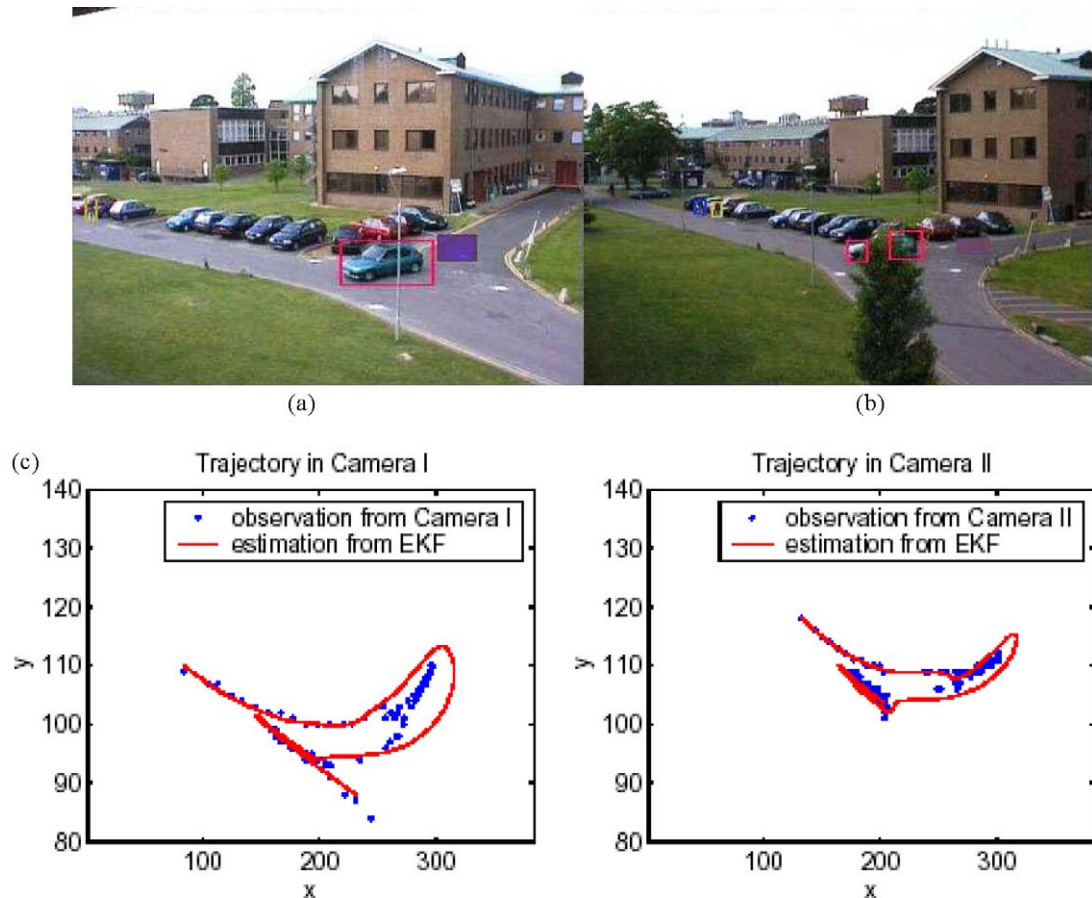 (a)
(b)
(c)
Trajectory in Camera I
140
130
120
110
100
90
80
y
observation from Camera I
estimation from EKF
100
200
300
x
Trajectory in Camera II
140
130
120
110
100
90
80
y
observation from Camera II
estimation from EKF
100
200
300
x